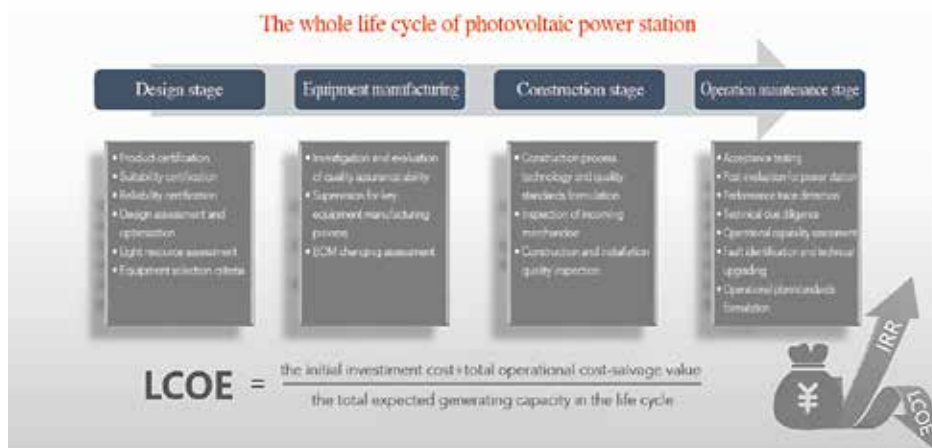 The whole life cycle of photovoltaic power station
Design stage
Equipment manufacturing
Construction stage
Operation maintenance stage
• Product certification
• Suitability certification
• Reliability certification
• Design assessment and
optimization
• Light resource assessment
• Equipment selection criteria
• Investigation and evaluation
of quality assurance ability
• Supervision for key
equipment manufacturing
process
• BOM changing assessment
• Construction process
technology and quality
standards formulation
• Inspection of incoming
merchandise
• Construction and installation
quality inspection
• Acceptance testing
• Post evaluation for power station
• Performance trace detection
• Technical due diligence
• Operational capability assessment
• Fault identification and technical
upgrading
• Operational plan
formulation
LCOE =
the initial investiment cost+total operational cost-salvage value
the total expected generating capacity in the life cycle
¥
IRR
LCOE